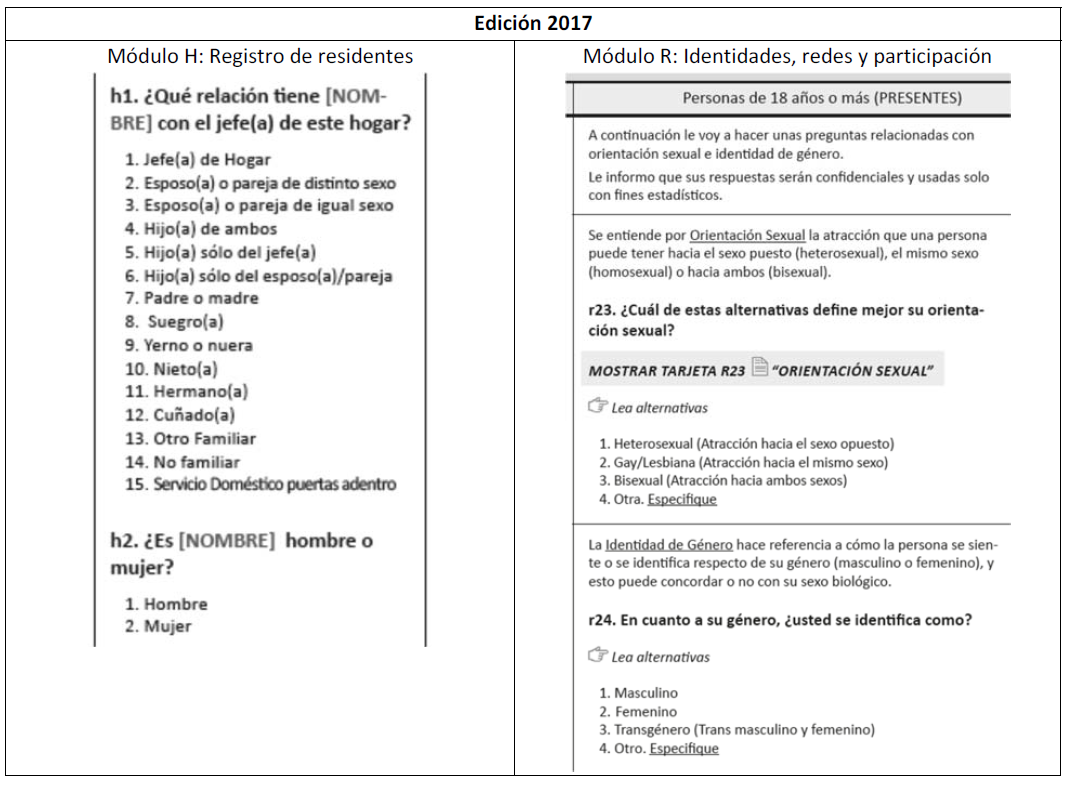 Edición 2017
Módulo H: Registro de residentes
h1. ¿Qué relación tiene [NOM-
BRE] con el jefe(a) de este hogar?
1. Jefe(a) de Hogar
2. Esposo(a) o pareja de distinto sexo
3. Esposo(a) o pareja de igual sexo
4. Hijo(a) de ambos
5. Hijo(a) sólo del jefe(a)
6. Hijo(a) sólo del esposo(a)/pareja
7. Padre o madre
8. Suegro(a)
9. Yerno o nuera
10. Nieto(a)
11. Hermano(a)
12. Cuñado(a)
13. Otro Familiar
14. No familiar
15. Servicio Doméstico puertas adentro
h2. ¿Es [NOMBRE] hombre o
mujer?
1. Hombre
2. Mujer
Módulo R: Identidades, redes y participación
Personas de 18 años o más (PRESENTES)
A continuación le voy a hacer unas preguntas relacionadas con
orientación sexual e identidad de género.
Le informo que sus respuestas serán confidenciales y usadas solo
con fines estadísticos.
Se entiende por Orientación Sexual la atracción que una persona
puede tener hacia el sexo puesto (heterosexual), el mismo sexo
(homosexual) o hacia ambos (bisexual).
r23. ¿Cuál de estas alternativas define mejor su orienta-
ción sexual?
MOSTRAR TARJETA R23 “ORIENTACIÓN SEXUAL”
Lea alternativas
1. Heterosexual (Atracción hacia el sexo opuesto)
2. Gay/Lesbiana (Atracción hacia el mismo sexo)
3. Bisexual (Atracción hacia ambos sexos)
4. Otra. Especifique
La Identidad de Género hace referencia a cómo la persona se sien-
te o se identifica respecto de su género (masculino o femenino), y
esto puede concordar o no con su sexo biológico.
r24. En cuanto a su género, ¿usted se identifica como?
Lea alternativas
1. Masculino
2. Femenino
3. Transgénero (Trans masculino y femenino)
4. Otro. Especifique